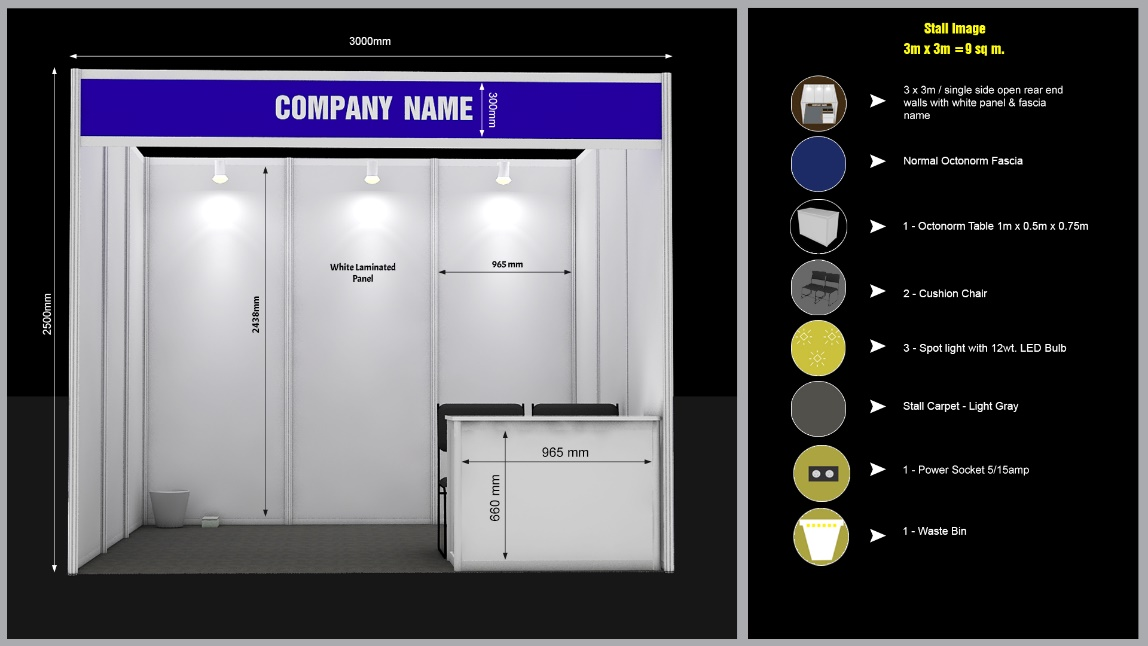 3000mm
COMPANY NAME
300mm
2500mm
2438mm
White Laminated
Panel
965 mm
965 mm
660 mm
Stall Image
3m x 3m = 9 sq m.
3 x 3m / single side open rear end
walls with white panel & fascia
name
Normal Octonorm Fascia
1 - Octonorm Table 1m x 0.5m x 0.75m
2 - Cushion Chair
3 - Spot light with 12wt. LED Bulb
Stall Carpet - Light Gray
1 - Power Socket 5/15amp
1 - Waste Bin